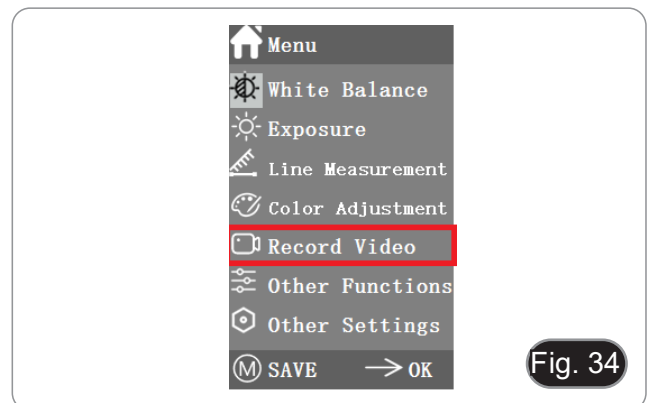 Menu
White Balance
Exposure
Line Measurement
Color Adjustment
Record Video
Other Functions
Other Settings
M SAVE → OK
Fig. 34